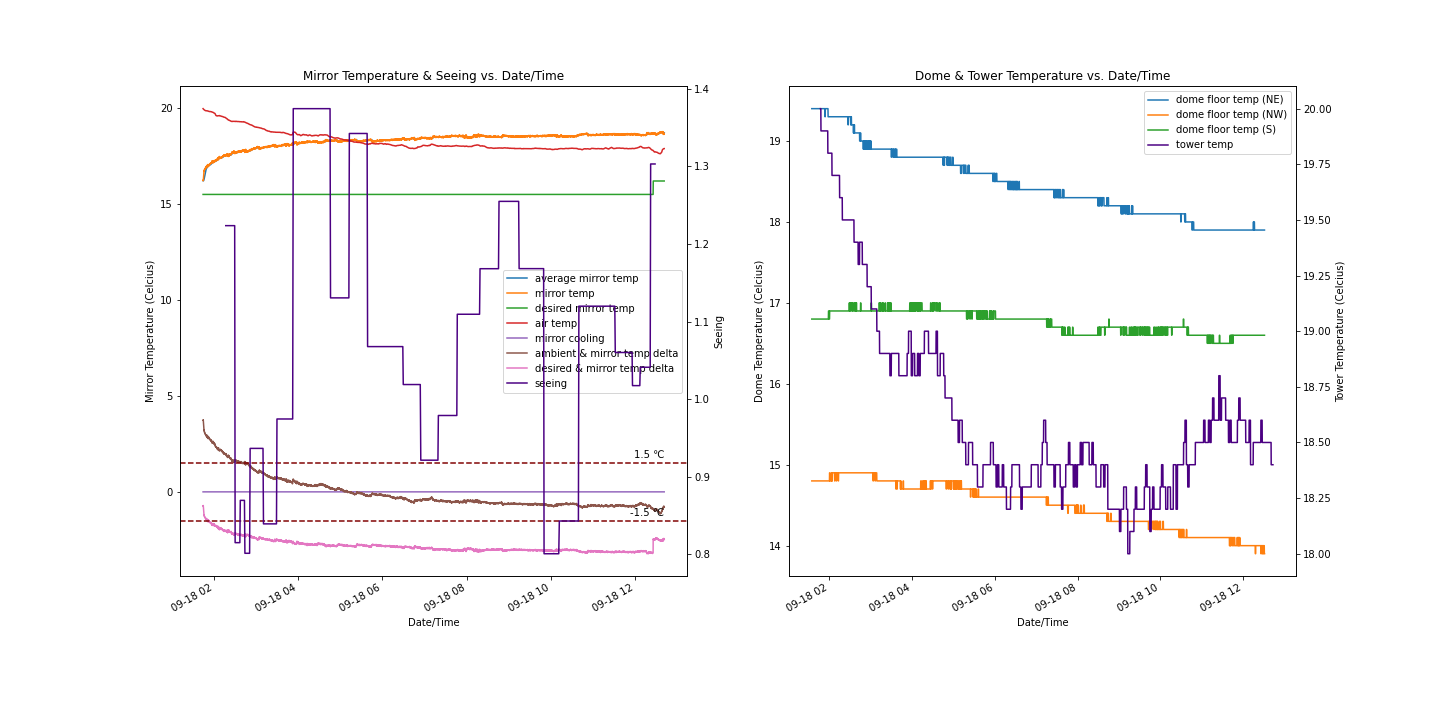 Mirror Temperature & Seeing vs. Date/Time
Mirror Temperature (Celcius)
20
15
10
5
0
1.4
1.3
1.2
1.1
1.0
0.9
0.8
Seeing
average mirror temp
mirror temp
desired mirror temp
air temp
mirror cooling
ambient & mirror temp delta
desired & mirror temp delta
seeing
1.5 ℃
-1.5 ℃
09-18 02
09-18 04
09-18 06
09-18 08
09-18 10
09-18 12
Date/Time
Dome & Tower Temperature vs. Date/Time
Dome Temperature (Celcius)
19
18
17
16
15
14
dome floor temp (NE)
dome floor temp (NW)
dome floor temp (S)
tower temp
20.00
19.75
19.50
19.25
19.00
18.75
18.50
18.25
18.00
Tower Temperature (Celcius)
09-18 02
09-18 04
09-18 06
09-18 08
09-18 10
09-18 12
Date/Time